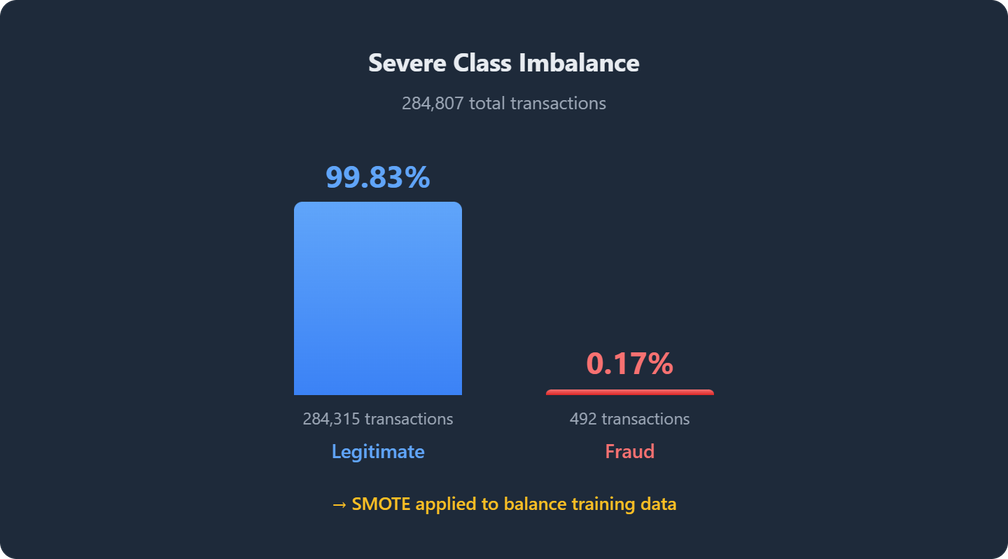 Severe Class Imbalance
284,807 total transactions
99.83%
0.17%
284,315 transactions
492 transactions
Legitimate
Fraud
→ SMOTE applied to balance training data